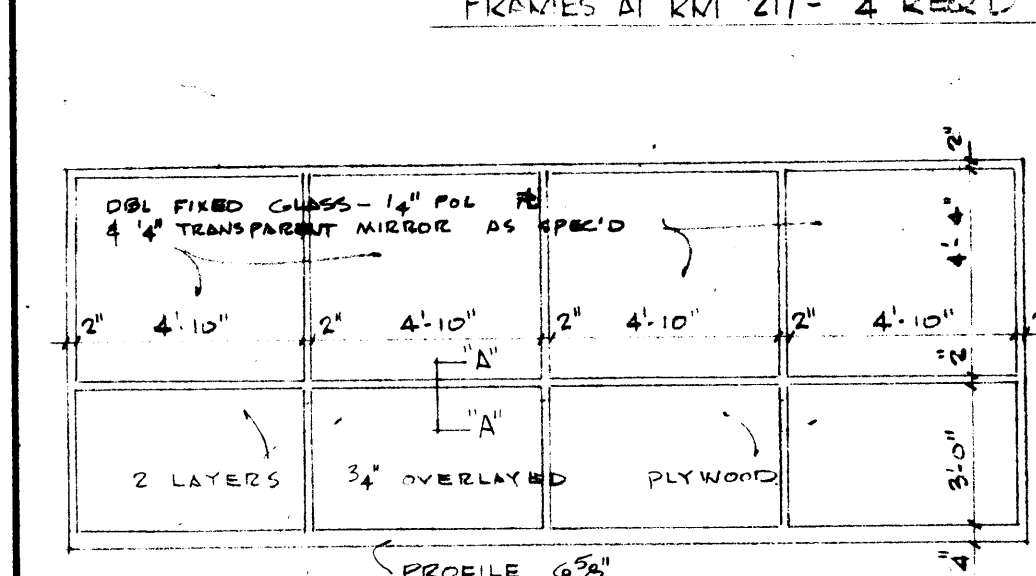 FRAMES AT RM 217 - 4 REQ'D
2"
DBL FIXED GLASS - 1/4" POL PL
& 1/4" TRANSPARENT MIRROR AS SPEC'D
4'-4"
2" 4'-10" 2" 4'-10" 2" 4'-10" 2" 4'-10"
"A"
2"
"A"
2 LAYERS 3/4" OVERLAYED PLYWOOD
3'-0"
4"
PROFILE 6 5/8"